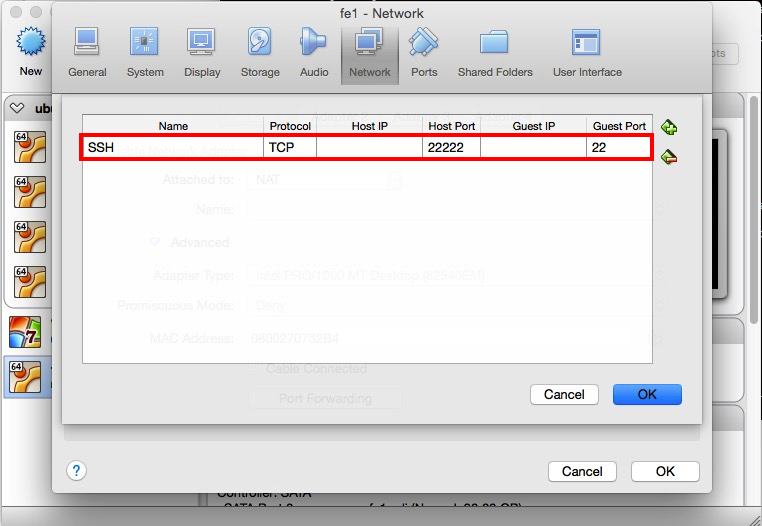 fe1 - Network
New
General
System
Display
Storage
Audio
Network
Ports
Shared Folders
User Interface
Name
Protocol
Host IP
Host Port
Guest IP
Guest Port
SSH
TCP
22222
22
Attached to:
NAT
Name:
Advanced
Adapter Type:
Intel PRO/1000 MT Desktop (82540EM)
Promiscuous Mode:
Deny
MAC Address:
0800270732B4
Cable Connected
Port Forwarding
Cancel
OK
?
Cancel
OK
64
64
64
64
7
64
Controller: SATA